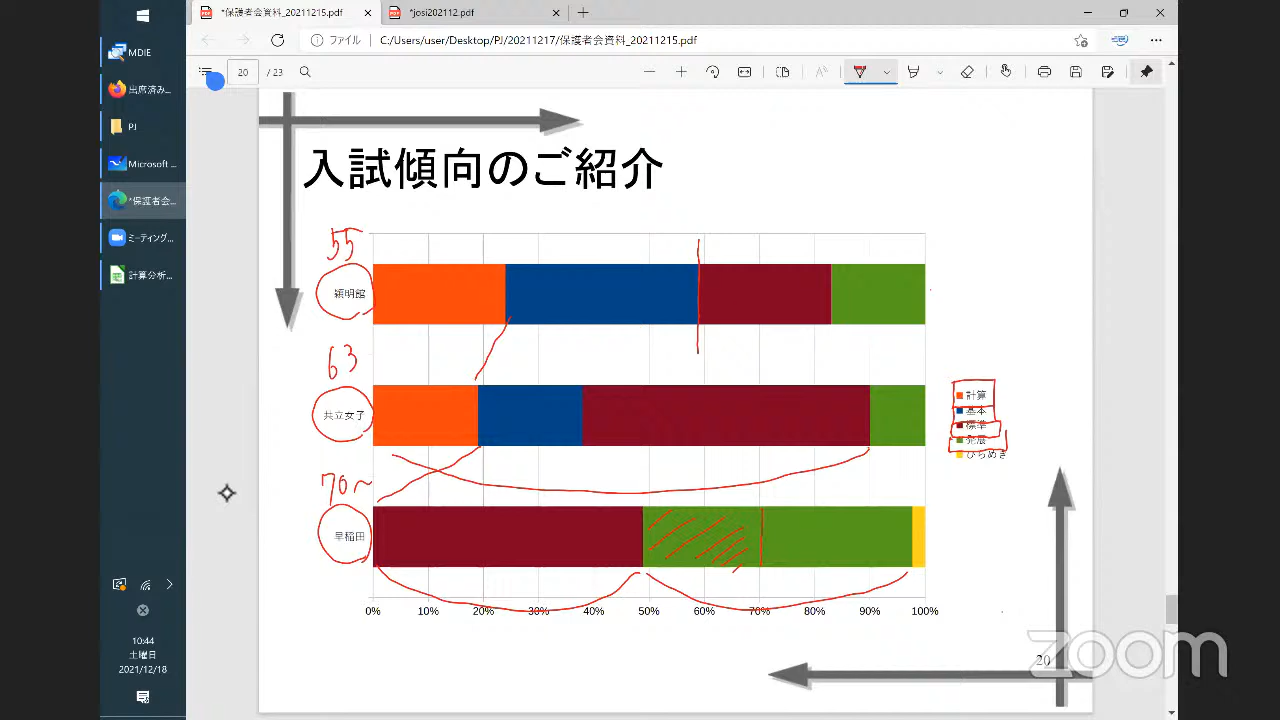 *保護者会資料_20211215.pdf
*josi202112.pdf
MDIE
ファイル
C:/Users/user/Desktop/PJ/20211217/保護者会資料_20211215.pdf
出席済み...
20
/ 23
PJ
Microsoft ...
*保護者会...
ミーティング...
計算分析...
入試傾向のご紹介
55
穎明館
63
共立女子
70~
早稲田
計算
基本
標準
発展
ひらめき
0%
10%
20%
30%
40%
50%
60%
70%
80%
90%
100%
10:44
土曜日
2021/12/18
20
zoom